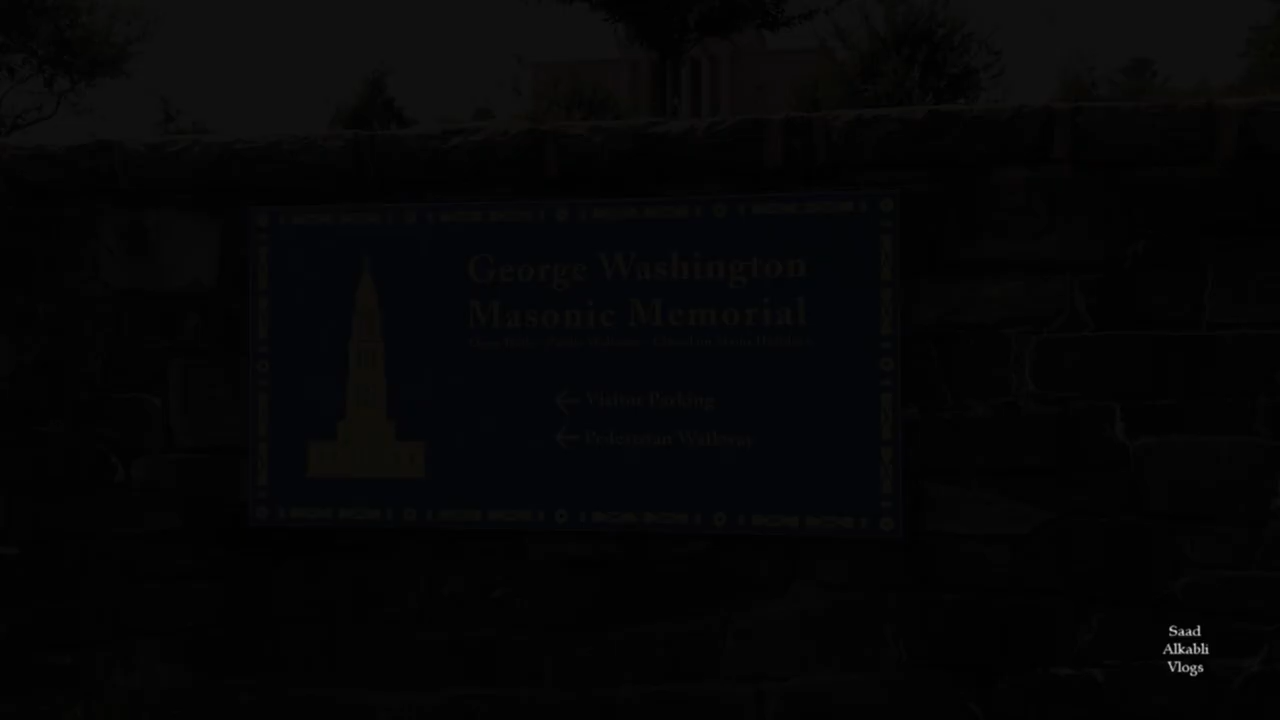 George Washington
Masonic Memorial
Visitor Parking
Pedestrian Walkway
Saad
Alkabli
Vlogs